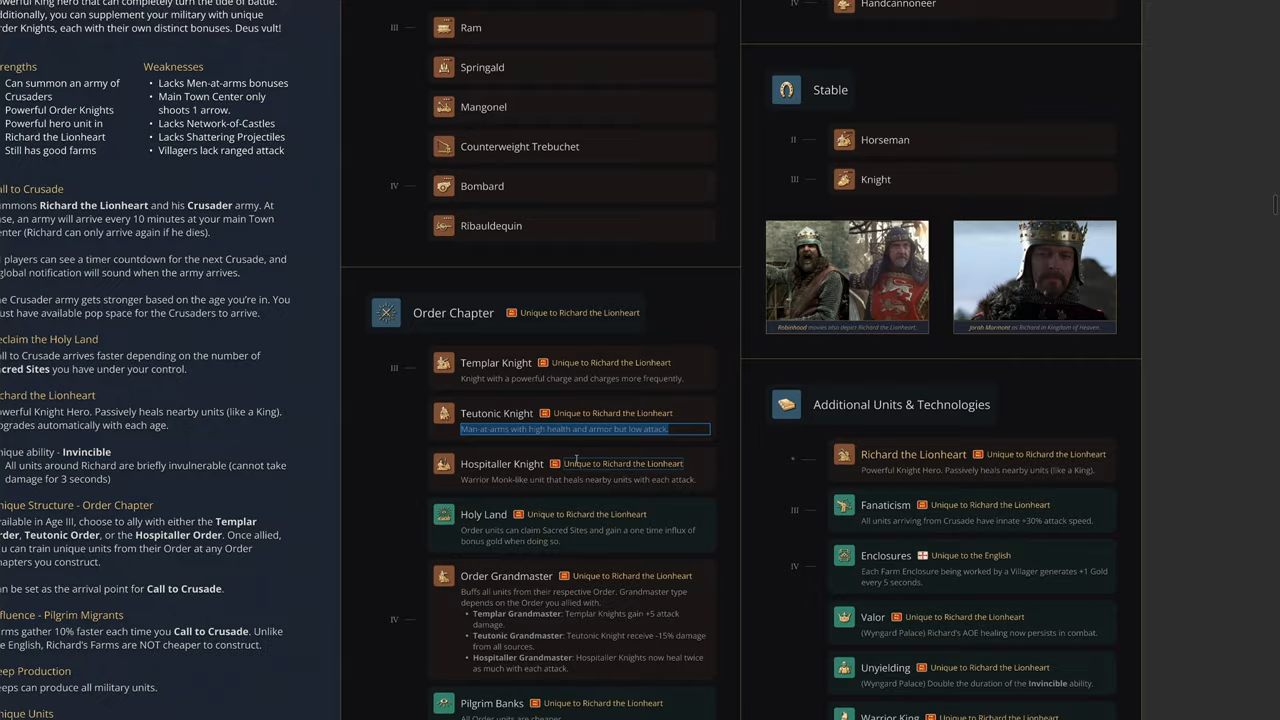 owerful King hero that can completely turn the tide of battle.
dditionally, you can supplement your military with unique
rder Knights, each with their own distinct bonuses. Deus vult!
rengths
Can summon an army of
Crusaders
Powerful Order Knights
Powerful hero unit in
Richard the Lionheart
Still has good farms
Weaknesses
• Lacks Men-at-arms bonuses
• Main Town Center only
shoots 1 arrow.
• Lacks Network-of-Castles
• Lacks Shattering Projectiles
• Villagers lack ranged attack
all to Crusade
ummons Richard the Lionheart and his Crusader army. At
ase, an army will arrive every 10 minutes at your main Town
enter (Richard can only arrive again if he dies).
l players can see a timer countdown for the next Crusade, and
global notification will sound when the army arrives.
he Crusader army gets stronger based on the age you're in. You
ust have available pop space for the Crusaders to arrive.
eclaim the Holy Land
all to Crusade arrives faster depending on the number of
acred Sites you have under your control.
chard the Lionheart
owerful Knight Hero. Passively heals nearby units (like a King).
pgrades automatically with each age.
nique ability - Invincible
All units around Richard are briefly invulnerable (cannot take
damage for 3 seconds)
nique Structure - Order Chapter
vailable in Age III, choose to ally with either the Templar
rder, Teutonic Order, or the Hospitaller Order. Once allied,
ou can train unique units from their Order at any Order
hapters you construct.
an be set as the arrival point for Call to Crusade.
fluence - Pilgrim Migrants
arms gather 10% faster each time you Call to Crusade. Unlike
he English, Richard's Farms are NOT cheaper to construct.
eep Production
eeps can produce all military units.
nique Units
III
Ram
Springald
Mangonel
Counterweight Trebuchet
IV
Bombard
Ribauldequin
Order Chapter Unique to Richard the Lionheart
III
Templar Knight Unique to Richard the Lionheart
Knight with a powerful charge and charges more frequently.
Teutonic Knight Unique to Richard the Lionheart
Man-at-arms with high health and armor but low attack.
Hospitaller Knight Unique to Richard the Lionheart
Warrior Monk-like unit that heals nearby units with each attack.
Holy Land Unique to Richard the Lionheart
Order units can claim Sacred Sites and gain a one time influx of
bonus gold when doing so.
IV
Order Grandmaster Unique to Richard the Lionheart
Buffs all units from their respective Order. Grandmaster type
depends on the Order you allied with.
• Templar Grandmaster: Templar Knights gain +5 attack
damage.
• Teutonic Grandmaster: Teutonic Knight receive -15% damage
from all sources.
• Hospitaller Grandmaster: Hospitaller Knights now heal twice
as much with each attack.
Pilgrim Banks Unique to Richard the Lionheart
All Order units are cheaper.
IV
Handcannoneer
Stable
II
Horseman
III
Knight
Robinhood movies also depict Richard the Lionheart.
Jorah Mormont as Richard in Kingdom of Heaven.
Additional Units & Technologies
Richard the Lionheart Unique to Richard the Lionheart
Powerful Knight Hero. Passively heals nearby units (like a King).
III
Fanaticism Unique to Richard the Lionheart
All units arriving from Crusade have innate +30% attack speed.
IV
Enclosures Unique to the English
Each Farm Enclosure being worked by a Villager generates +1 Gold
every 5 seconds.
Valor Unique to Richard the Lionheart
(Wyngard Palace) Richard's AOE healing now persists in combat.
Unyielding Unique to Richard the Lionheart
(Wyngard Palace) Double the duration of the Invincible ability.
Warrior King Unique to Richard the Lionheart